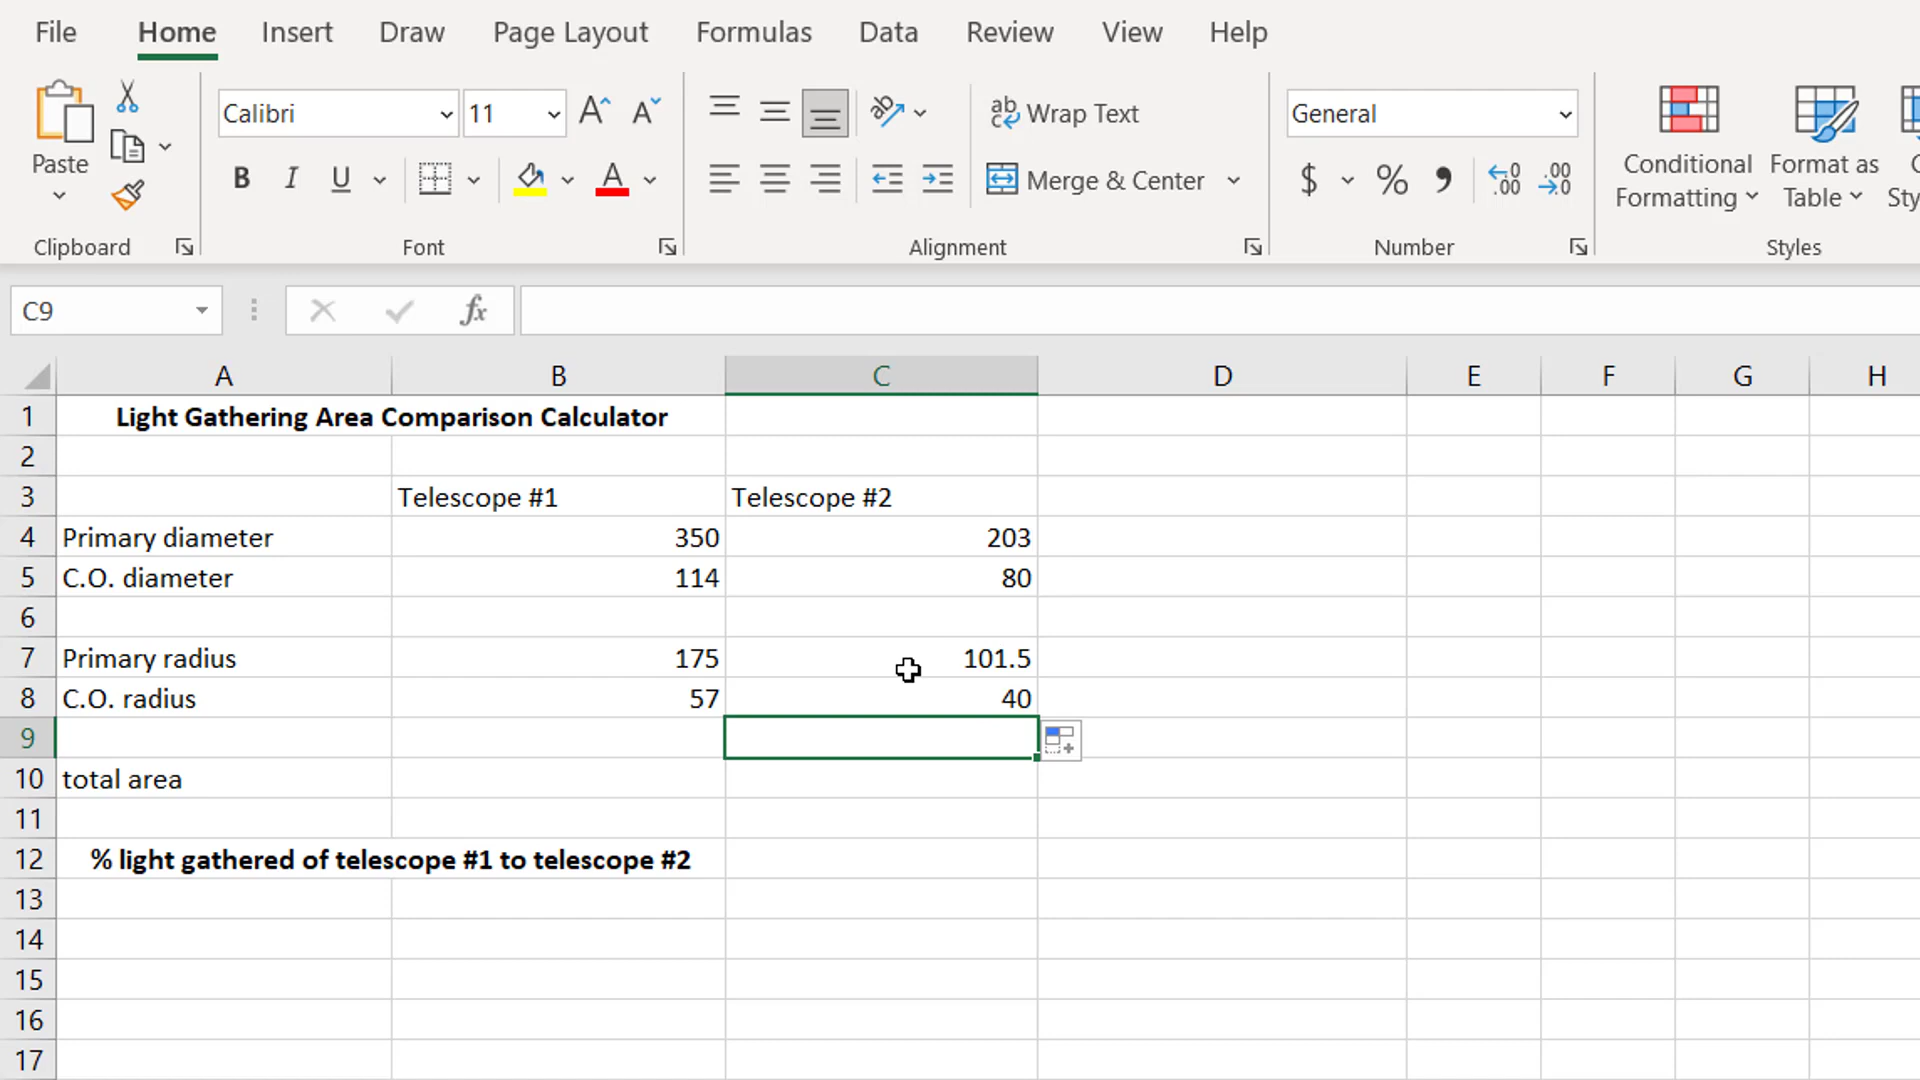 File Home Insert Draw Page Layout Formulas Data Review View Help
Calibri 11 A A Wrap Text General
Paste B I U A Merge & Center $ % , .00 .00 Conditional Formatting Format as Table
Clipboard Font Alignment Number Styles
C9 fx
A B C D E F G H
1 Light Gathering Area Comparison Calculator
2
3 Telescope #1 Telescope #2
4 Primary diameter 350 203
5 C.O. diameter 114 80
6
7 Primary radius 175 101.5
8 C.O. radius 57 40
9
10 total area
11
12 % light gathered of telescope #1 to telescope #2
13
14
15
16
17